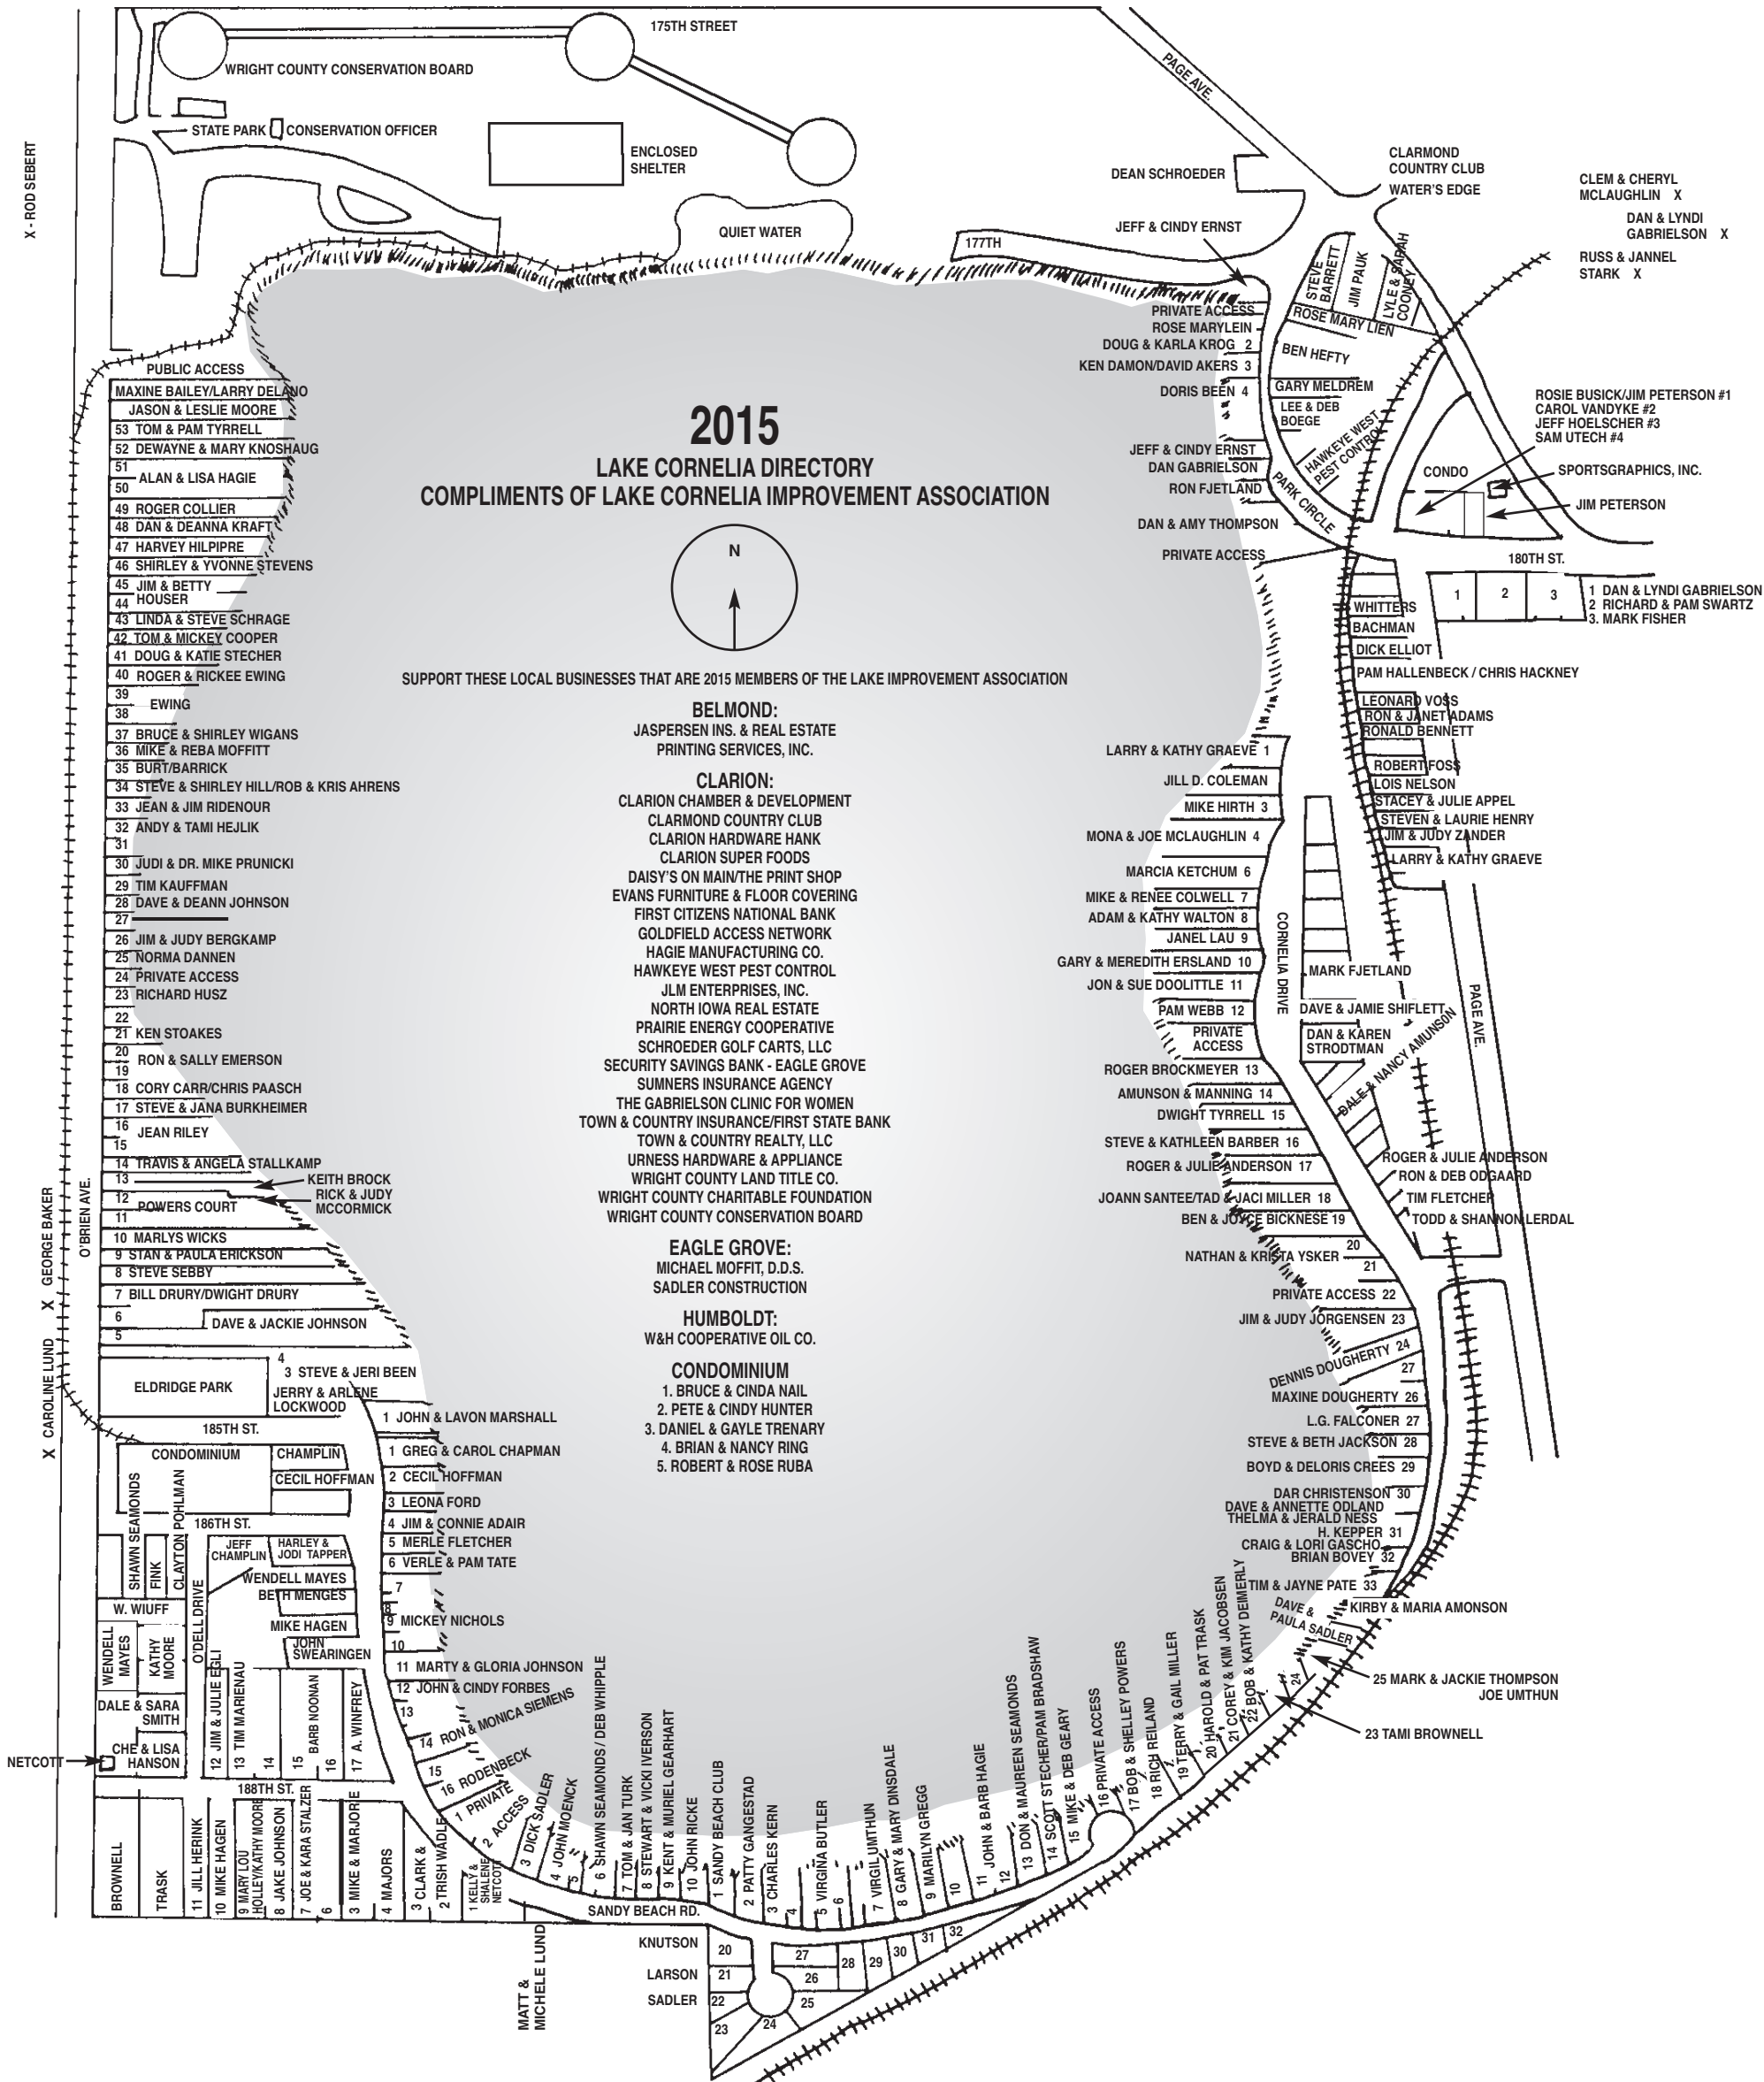 175TH STREET
WRIGHT COUNTY CONSERVATION BOARD
STATE PARK
CONSERVATION OFFICER
ENCLOSED
SHELTER
QUIET WATER
X - ROD SEBERT
PAGE AVE.
DEAN SCHROEDER
CLARMOND
COUNTRY CLUB
WATER'S EDGE
CLEM & CHERYL
MCLAUGHLIN X
DAN & LYNDI
GABRIELSON X
RUSS & JANNEL
STARK X
JEFF & CINDY ERNST
177TH
STEVE
BARRETT
JIM PAUK
LYLE & SARAH
COONEY
ROSE MARY LIEN
BEN HEFTY
GARY MELDREM
LEE & DEB
BOEGE
HAWKEYE WEST
PEST CONTROL
PARK CIRCLE
PRIVATE ACCESS
ROSE MARYLEIN
DOUG & KARLA KROG 2
KEN DAMON/DAVID AKERS 3
DORIS BEEN 4
JEFF & CINDY ERNST
DAN GABRIELSON
RON FJETLAND
DAN & AMY THOMPSON
PRIVATE ACCESS
ROSIE BUSICK/JIM PETERSON #1
CAROL VANDYKE #2
JEFF HOELSCHER #3
SAM UTECH #4
CONDO
SPORTSGRAPHICS, INC.
JIM PETERSON
180TH ST.
1
2
3
1 DAN & LYNDI GABRIELSON
2 RICHARD & PAM SWARTZ
3. MARK FISHER
WHITTERS
BACHMAN
DICK ELLIOT
PAM HALLENBECK / CHRIS HACKNEY
LEONARD VOSS
RON & JANET ADAMS
RONALD BENNETT
ROBERT FOSS
LOIS NELSON
STACEY & JULIE APPEL
STEVEN & LAURIE HENRY
JIM & JUDY ZANDER
LARRY & KATHY GRAEVE
PUBLIC ACCESS
MAXINE BAILEY/LARRY DELANO
JASON & LESLIE MOORE
53 TOM & PAM TYRRELL
52 DEWAYNE & MARY KNOSHAUG
51
ALAN & LISA HAGIE
50
49 ROGER COLLIER
48 DAN & DEANNA KRAFT
47 HARVEY HILPIPRE
46 SHIRLEY & YVONNE STEVENS
45 JIM & BETTY
44 HOUSER
43 LINDA & STEVE SCHRAGE
42 TOM & MICKEY COOPER
41 DOUG & KATIE STECHER
40 ROGER & RICKEE EWING
39
EWING
38
37 BRUCE & SHIRLEY WIGANS
36 MIKE & REBA MOFFITT
35 BURT/BARRICK
34 STEVE & SHIRLEY HILL/ROB & KRIS AHRENS
33 JEAN & JIM RIDENOUR
32 ANDY & TAMI HEJLIK
31
30 JUDI & DR. MIKE PRUNICKI
29 TIM KAUFFMAN
28 DAVE & DEANN JOHNSON
27
26 JIM & JUDY BERGKAMP
25 NORMA DANNEN
24 PRIVATE ACCESS
23 RICHARD HUSZ
22
21 KEN STOAKES
20
RON & SALLY EMERSON
19
18 CORY CARR/CHRIS PAASCH
17 STEVE & JANA BURKHEIMER
16
JEAN RILEY
15
14 TRAVIS & ANGELA STALLKAMP
13
KEITH BROCK
RICK & JUDY
MCCORMICK
12
POWERS COURT
11
10 MARLYS WICKS
9 STAN & PAULA ERICKSON
8 STEVE SEBBY
7 BILL DRURY/DWIGHT DRURY
6
DAVE & JACKIE JOHNSON
5
4
3 STEVE & JERI BEEN
JERRY & ARLENE
LOCKWOOD
ELDRIDGE PARK
O'BRIEN AVE.
X GEORGE BAKER
X CAROLINE LUND
2015
LAKE CORNELIA DIRECTORY
COMPLIMENTS OF LAKE CORNELIA IMPROVEMENT ASSOCIATION
N
SUPPORT THESE LOCAL BUSINESSES THAT ARE 2015 MEMBERS OF THE LAKE IMPROVEMENT ASSOCIATION
BELMOND:
JASPERSEN INS. & REAL ESTATE
PRINTING SERVICES, INC.
CLARION:
CLARION CHAMBER & DEVELOPMENT
CLARMOND COUNTRY CLUB
CLARION HARDWARE HANK
CLARION SUPER FOODS
DAISY'S ON MAIN/THE PRINT SHOP
EVANS FURNITURE & FLOOR COVERING
FIRST CITIZENS NATIONAL BANK
GOLDFIELD ACCESS NETWORK
HAGIE MANUFACTURING CO.
HAWKEYE WEST PEST CONTROL
JLM ENTERPRISES, INC.
NORTH IOWA REAL ESTATE
PRAIRIE ENERGY COOPERATIVE
SCHROEDER GOLF CARTS, LLC
SECURITY SAVINGS BANK - EAGLE GROVE
SUMNERS INSURANCE AGENCY
THE GABRIELSON CLINIC FOR WOMEN
TOWN & COUNTRY INSURANCE/FIRST STATE BANK
TOWN & COUNTRY REALTY, LLC
URNESS HARDWARE & APPLIANCE
WRIGHT COUNTY LAND TITLE CO.
WRIGHT COUNTY CHARITABLE FOUNDATION
WRIGHT COUNTY CONSERVATION BOARD
EAGLE GROVE:
MICHAEL MOFFIT, D.D.S.
SADLER CONSTRUCTION
HUMBOLDT:
W&H COOPERATIVE OIL CO.
CONDOMINIUM
1. BRUCE & CINDA NAIL
2. PETE & CINDY HUNTER
3. DANIEL & GAYLE TRENARY
4. BRIAN & NANCY RING
5. ROBERT & ROSE RUBA
LARRY & KATHY GRAEVE 1
JILL D. COLEMAN
MIKE HIRTH 3
MONA & JOE MCLAUGHLIN 4
MARCIA KETCHUM 6
MIKE & RENEE COLWELL 7
ADAM & KATHY WALTON 8
JANEL LAU 9
GARY & MEREDITH ERSLAND 10
JON & SUE DOOLITTLE 11
PAM WEBB 12
PRIVATE
ACCESS
ROGER BROCKMEYER 13
AMUNSON & MANNING 14
DWIGHT TYRRELL 15
STEVE & KATHLEEN BARBER 16
ROGER & JULIE ANDERSON 17
JOANN SANTEE/TAD & JACI MILLER 18
BEN & JOYCE BICKNESE 19
20
NATHAN & KRISTA YSKER
21
PRIVATE ACCESS 22
JIM & JUDY JORGENSEN 23
DENNIS DOUGHERTY 24
27
MAXINE DOUGHERTY 26
L.G. FALCONER 27
STEVE & BETH JACKSON 28
BOYD & DELORIS CREES 29
DAR CHRISTENSON 30
DAVE & ANNETTE ODLAND
THELMA & JERALD NESS
H. KEPPER 31
CRAIG & LORI GASCHO
BRIAN BOVEY 32
TIM & JAYNE PATE 33
KIRBY & MARIA AMONSON
DAVE &
PAULA SADLER
CORNELIA DRIVE
MARK FJETLAND
DAVE & JAMIE SHIFLETT
DAN & KAREN
STRODTMAN
DALE & NANCY AMUNSON
PAGE AVE.
ROGER & JULIE ANDERSON
RON & DEB ODGAARD
TIM FLETCHER
TODD & SHANNON LERDAL
24
25 MARK & JACKIE THOMPSON
JOE UMTHUN
23 TAMI BROWNELL
185TH ST.
CONDOMINIUM
CHAMPLIN
CECIL HOFFMAN
186TH ST.
SHAWN SEAMONDS
FINK
CLAYTON POHLMAN
W. WIUFF
WENDELL
MAYES
KATHY
MOORE
DALE & SARA
SMITH
CHE & LISA
HANSON
NETCOTT
O'DELL DRIVE
JEFF
CHAMPLIN
HARLEY &
JODI TAPPER
WENDELL MAYES
BETH MENGES
MIKE HAGEN
JOHN
SWEARINGEN
12 JIM & JULIE EGLI
13 TIM MARIENAU
14
15
BARB NOONAN
16
17 A. WINFREY
188TH ST.
1 JOHN & LAVON MARSHALL
1 GREG & CAROL CHAPMAN
2 CECIL HOFFMAN
3 LEONA FORD
4 JIM & CONNIE ADAIR
5 MERLE FLETCHER
6 VERLE & PAM TATE
7
8
9 MICKEY NICHOLS
10
11 MARTY & GLORIA JOHNSON
12 JOHN & CINDY FORBES
13
14 RON & MONICA SIEMENS
15
16 RODENBECK
BROWNELL
TRASK
11 JILL HERINK
10 MIKE HAGEN
9 MARY LOU
HOLLEY/KATHY MOORE
8 JAKE JOHNSON
7 JOE & KARA STALZER
6
3 MIKE & MARJORIE
4 MAJORS
3 CLARK &
2 TRISH WADLE
1 KELLY &
SHALENE
NETCOTT
1 PRIVATE
2 ACCESS
3 DICK SADLER
4 JOHN MOENCK
5
6 SHAWN SEAMONDS / DEB WHIPPLE
7 TOM & JAN TURK
8 STEWART & VICKI IVERSON
9 KENT & MURIEL GEARHART
10 JOHN RICKE
1 SANDY BEACH CLUB
2 PATTY GANGESTAD
3 CHARLES KERN
4
5 VIRGINIA BUTLER
6
7 VIRGIL UMTHUN
8 GARY & MARY DINSDALE
9 MARILYN GREGG
10
11 JOHN & BARB HAGIE
12
13 DON & MAUREEN SEAMONDS
14 SCOTT STECHER/PAM BRADSHAW
15 MIKE & DEB GEARY
16 PRIVATE ACCESS
17 BOB & SHELLEY POWERS
18 RICH REILAND
19 TERRY & GAIL MILLER
20 HAROLD & PAT TRASK
21 COREY & KIM JACOBSEN
22 BOB & KATHY DEIMERLY
SANDY BEACH RD.
MATT &
MICHELE LUND
KNUTSON
LARSON
SADLER
20
21
22
23
24
25
26
27
28
29
30
31
32